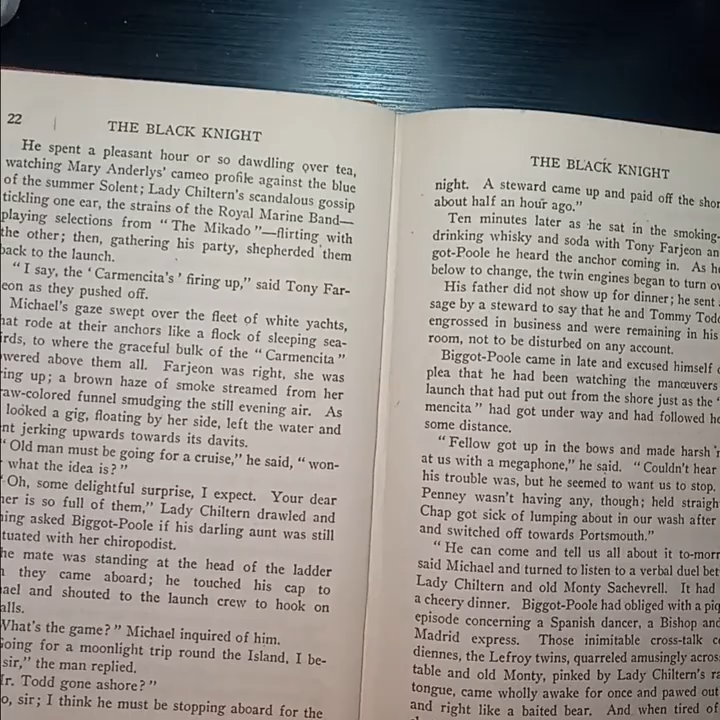 22
THE BLACK KNIGHT
He spent a pleasant hour or so dawdling over tea,
watching Mary Anderlys' cameo profile against the blue
of the summer Solent; Lady Chiltern's scandalous gossip
tickling one ear, the strains of the Royal Marine Band—
playing selections from "The Mikado"—flirting with
the other; then, gathering his party, shepherded them
back to the launch.
"I say, the 'Carmencita's' firing up," said Tony Far-
eon as they pushed off.
Michael's gaze swept over the fleet of white yachts,
hat rode at their anchors like a flock of sleeping sea-
irds, to where the graceful bulk of the "Carmencita"
wered above them all. Farjeon was right, she was
ring up; a brown haze of smoke streamed from her
raw-colored funnel smudging the still evening air. As
looked a gig, floating by her side, left the water and
nt jerking upwards towards its davits.
"Old man must be going for a cruise," he said, "won-
what the idea is?"
"Oh, some delightful surprise, I expect. Your dear
her is so full of them," Lady Chiltern drawled and
ning asked Biggot-Poole if his darling aunt was still
tuated with her chiropodist.
he mate was standing at the head of the ladder
they came aboard; he touched his cap to
ael and shouted to the launch crew to hook on
alls.
What's the game?" Michael inquired of him.
Going for a moonlight trip round the Island, I be-
sir," the man replied.
Mr. Todd gone ashore?"
o, sir; I think he must be stopping aboard for the
THE BLACK KNIGHT
night. A steward came up and paid off the shor
about half an hour ago."
Ten minutes later as he sat in the smoking-
drinking whisky and soda with Tony Farjeon an
got-Poole he heard the anchor coming in. As h
below to change, the twin engines began to turn ov
His father did not show up for dinner; he sent
sage by a steward to say that he and Tommy Tod
engrossed in business and were remaining in his
room, not to be disturbed on any account.
Biggot-Poole came in late and excused himself
plea that he had been watching the manœuvres
launch that had put out from the shore just as the "
mencita" had got under way and had followed he
some distance.
"Fellow got up in the bows and made harsh
at us with a megaphone," he said. "Couldn't hear
his trouble was, but he seemed to want us to stop.
Penney wasn't having any, though; held straigh
Chap got sick of lumping about in our wash after
and switched off towards Portsmouth."
"He can come and tell us all about it to-morr
said Michael and turned to listen to a verbal duel bet
Lady Chiltern and old Monty Sachevrell. It had
a cheery dinner. Biggot-Poole had obliged with a piq
episode concerning a Spanish dancer, a Bishop and
Madrid express. Those inimitable cross-talk c
diennes, the Lefroy twins, quarreled amusingly acros
table and old Monty, pinked by Lady Chiltern's ra
tongue, came wholly awake for once and pawed out
and right like a baited bear. And when tired of